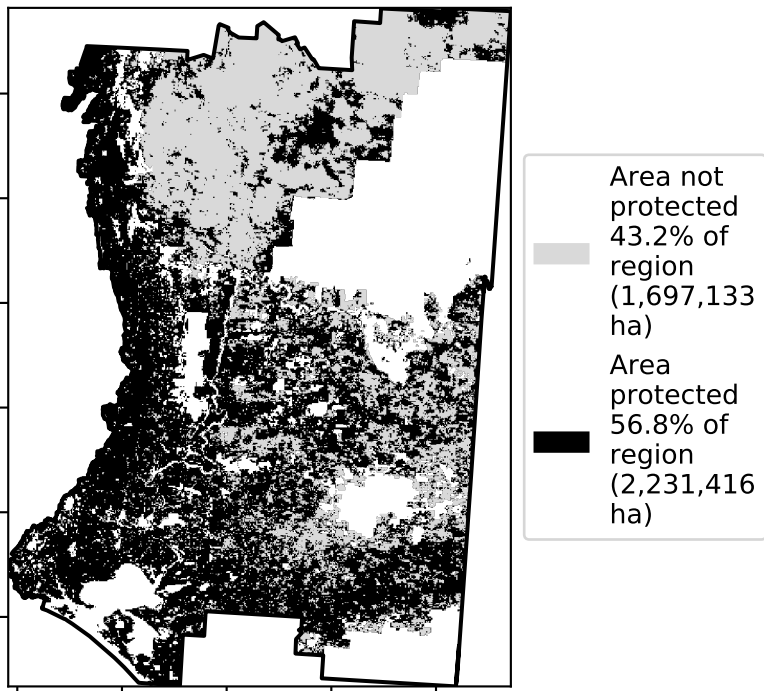 Area not
protected
43.2% of
region
(1,697,133
ha)
Area
protected
56.8% of
region
(2,231,416
ha)